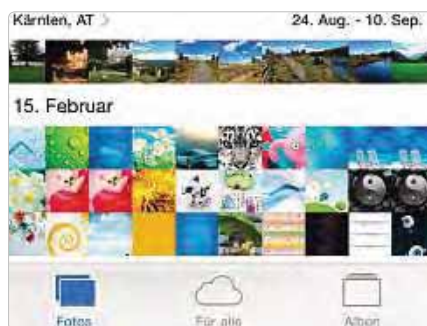 Kärnten, AT >
24. Aug. - 10. Sep.
15. Februar
Fotos
Für alle
Alben